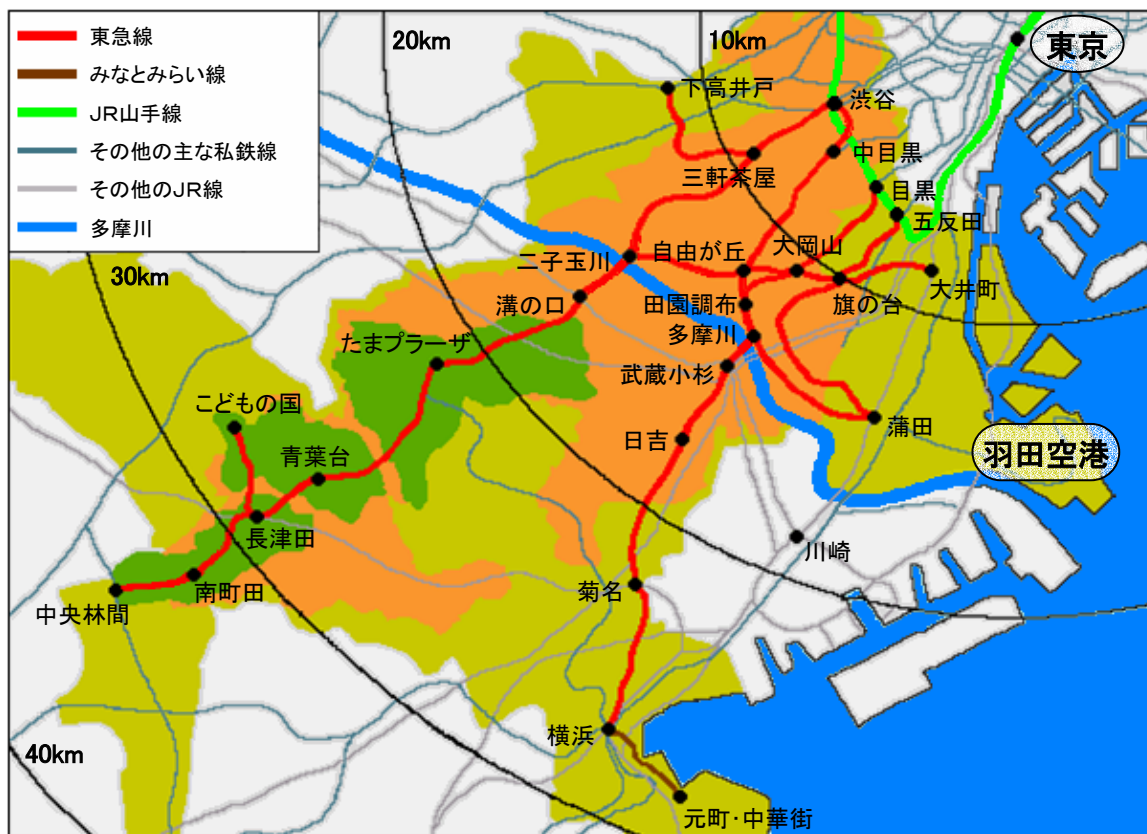 東急線
みなとみらい線
JR山手線
その他の主な私鉄線
その他のJR線
多摩川
20km
10km
東京
下高井戸
渋谷
中目黒
三軒茶屋
目黒
五反田
二子玉川
自由が丘
大岡山
30km
溝の口
田園調布
旗の台
大井町
多摩川
たまプラーザ
武蔵小杉
こどもの国
蒲田
日吉
青葉台
羽田空港
長津田
川崎
南町田
菊名
中央林間
横浜
40km
元町・中華街